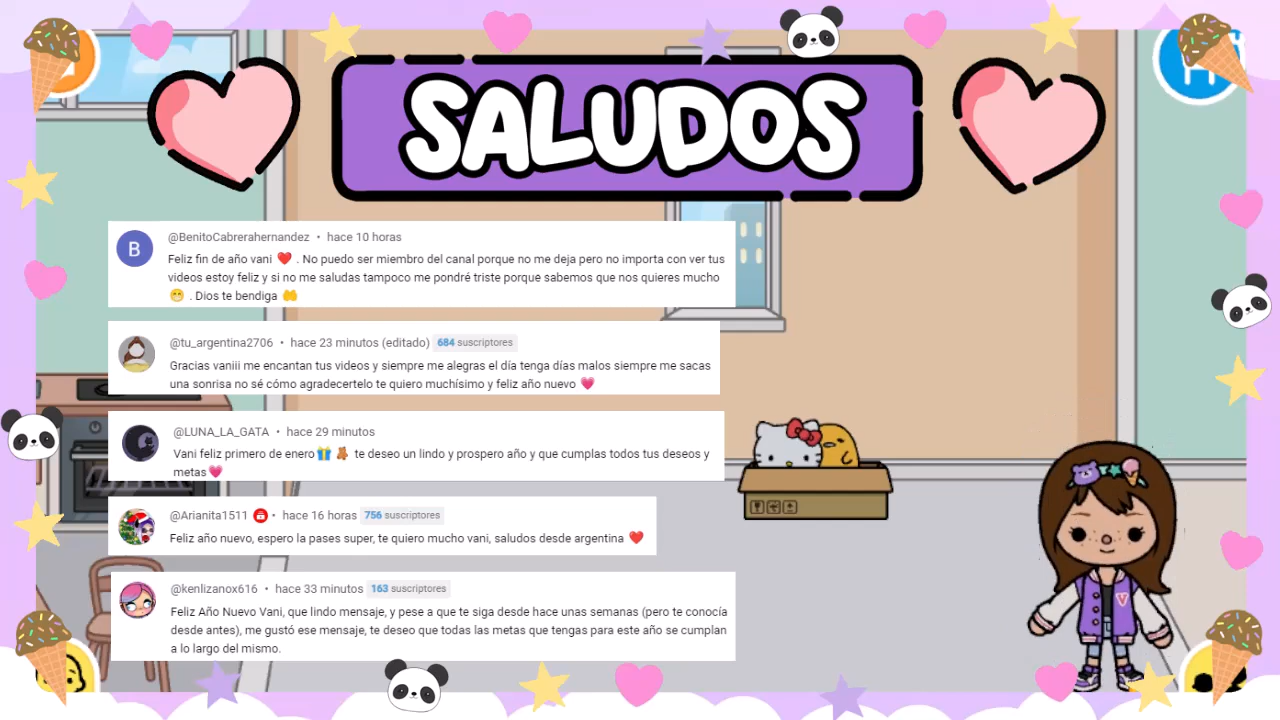 SALUDOS
B
@BenitoCabrerahernandez • hace 10 horas
Feliz fin de año vani ❤️ . No puedo ser miembro del canal porque no me deja pero no importa con ver tus
videos estoy feliz y si no me saludas tampoco me pondré triste porque sabemos que nos quieres mucho
😁 . Dios te bendiga 🤲
@tu_argentina2706 • hace 23 minutos (editado) 684 suscriptores
Gracias vaniii me encantan tus videos y siempre me alegras el día tenga días malos siempre me sacas
una sonrisa no sé cómo agradecertelo te quiero muchísimo y feliz año nuevo 💗
@LUNA_LA_GATA • hace 29 minutos
Vani feliz primero de enero🎁 🧸 te deseo un lindo y prospero año y que cumplas todos tus deseos y
metas💗
@Arianita1511 • hace 16 horas 756 suscriptores
Feliz año nuevo, espero la pases super, te quiero mucho vani, saludos desde argentina ❤️
@kenlizanox616 • hace 33 minutos 163 suscriptores
Feliz Año Nuevo Vani, que lindo mensaje, y pese a que te siga desde hace unas semanas (pero te conocía
desde antes), me gustó ese mensaje, te deseo que todas las metas que tengas para este año se cumplan
a lo largo del mismo.
V